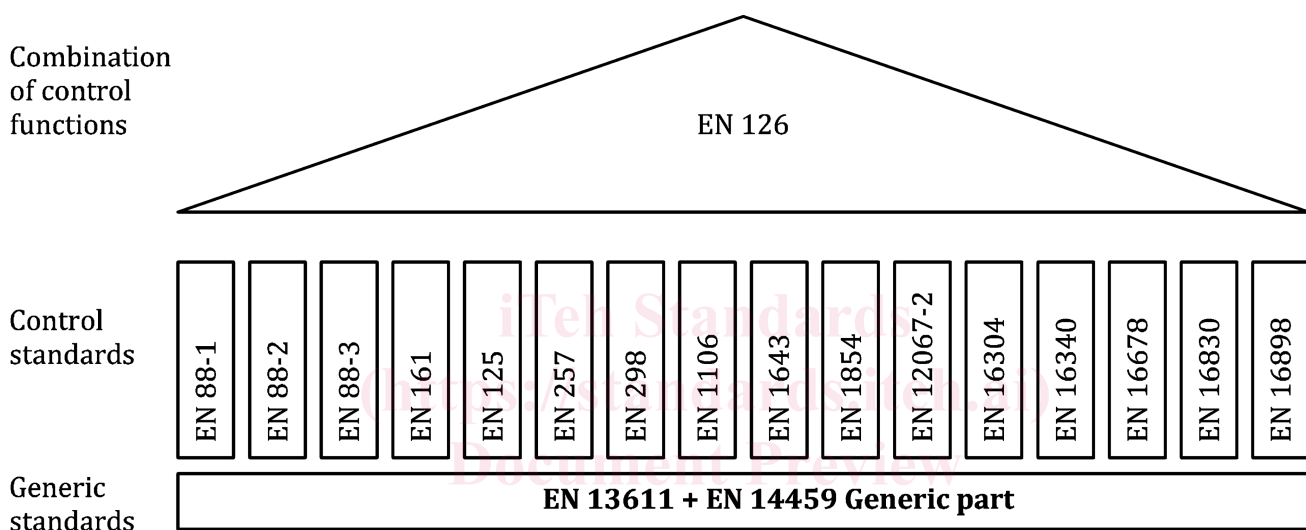 Combination
of control
functions
EN 126
Control
standards
EN 88-1
EN 88-2
EN 88-3
EN 161
EN 125
EN 257
EN 298
EN 1106
EN 1643
EN 1854
EN 12067-2
EN 16304
EN 16340
EN 16678
EN 16830
EN 16898
iTeh Standards
(https://standards.iteh.ai)
Document Preview
Generic
standards
EN 13611 + EN 14459 Generic part